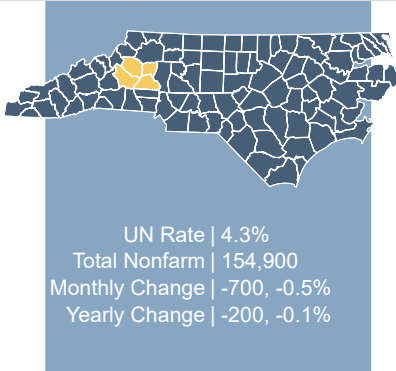 UN Rate | 4.3%
Total Nonfarm | 154,900
Monthly Change | -700, -0.5%
Yearly Change | -200, -0.1%